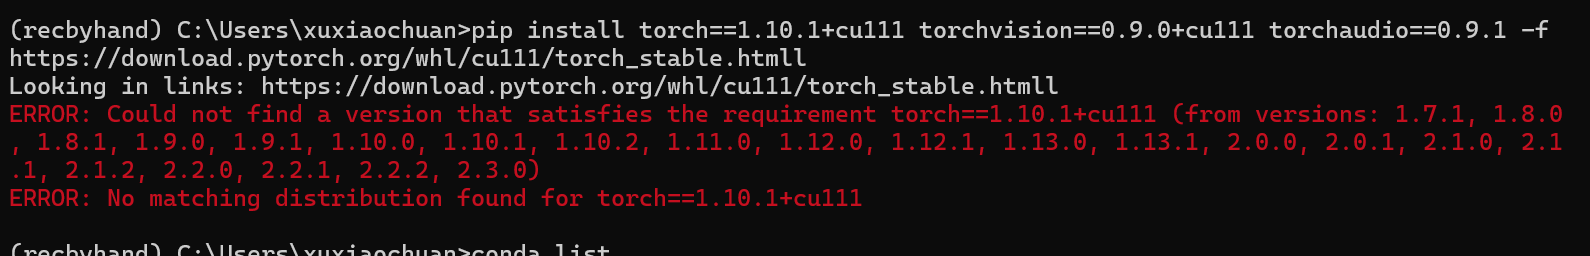 (recbyhand) C:\Users\xuxiaochuan>pip install torch==1.10.1+cu111 torchvision==0.9.0+cu111 torchaudio==0.9.1 -f
https://download.pytorch.org/whl/cu111/torch_stable.htmll
Looking in links: https://download.pytorch.org/whl/cu111/torch_stable.htmll
ERROR: Could not find a version that satisfies the requirement torch==1.10.1+cu111 (from versions: 1.7.1, 1.8.0
, 1.8.1, 1.9.0, 1.9.1, 1.10.0, 1.10.1, 1.10.2, 1.11.0, 1.12.0, 1.12.1, 1.13.0, 1.13.1, 2.0.0, 2.0.1, 2.1.0, 2.1
.1, 2.1.2, 2.2.0, 2.2.1, 2.2.2, 2.3.0)
ERROR: No matching distribution found for torch==1.10.1+cu111
(recbyhand) C:\Users\xuxiaochuan>conda list